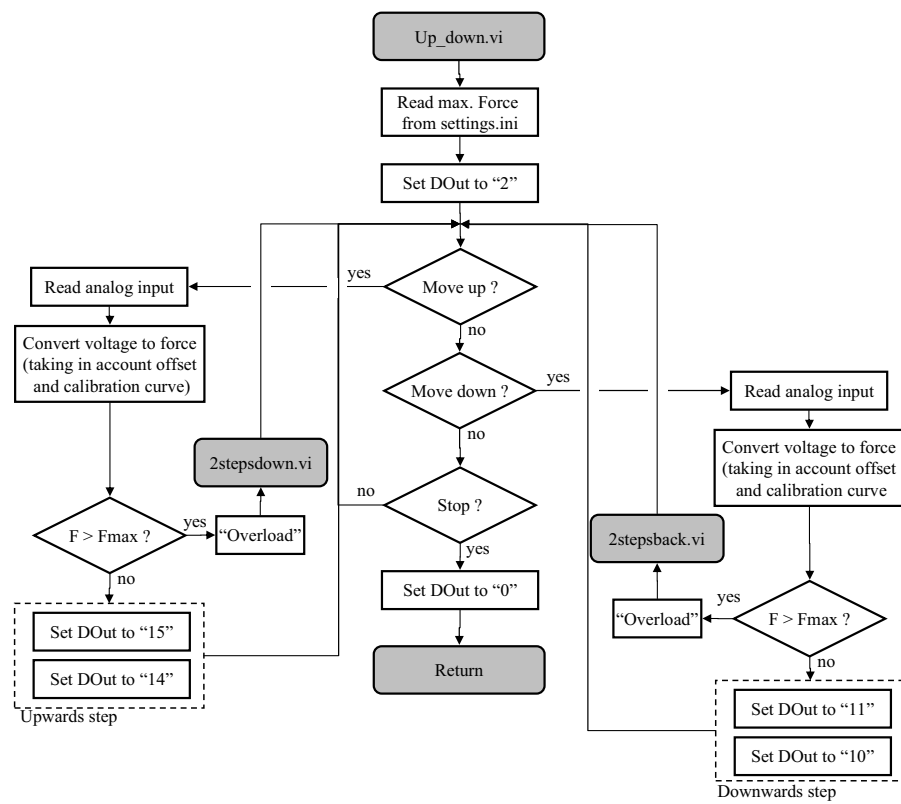 Up_down.vi
Read max. Force
from settings.ini
Set DOut to “2”
Move up ?
yes
no
Read analog input
Convert voltage to force
(taking in account offset
and calibration curve)
Move down ?
yes
no
Read analog input
Convert voltage to force
(taking in account offset
and calibration curve
2stepsdown.vi
Stop ?
no
yes
F > Fmax ?
yes
“Overload”
no
2stepsback.vi
Set DOut to “0”
“Overload”
yes
F > Fmax ?
no
Set DOut to “15”
Set DOut to “14”
Upwards step
Return
Set DOut to “11”
Set DOut to “10”
Downwards step